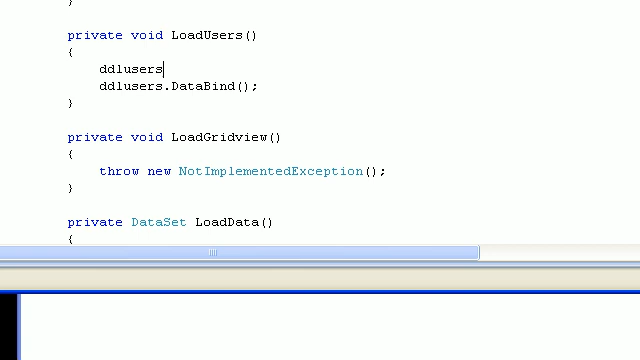 }
private void LoadUsers()
{
ddlusers
ddlusers.DataBind();
}
private void LoadGridview()
{
throw new NotImplementedException();
}
private DataSet LoadData()
{